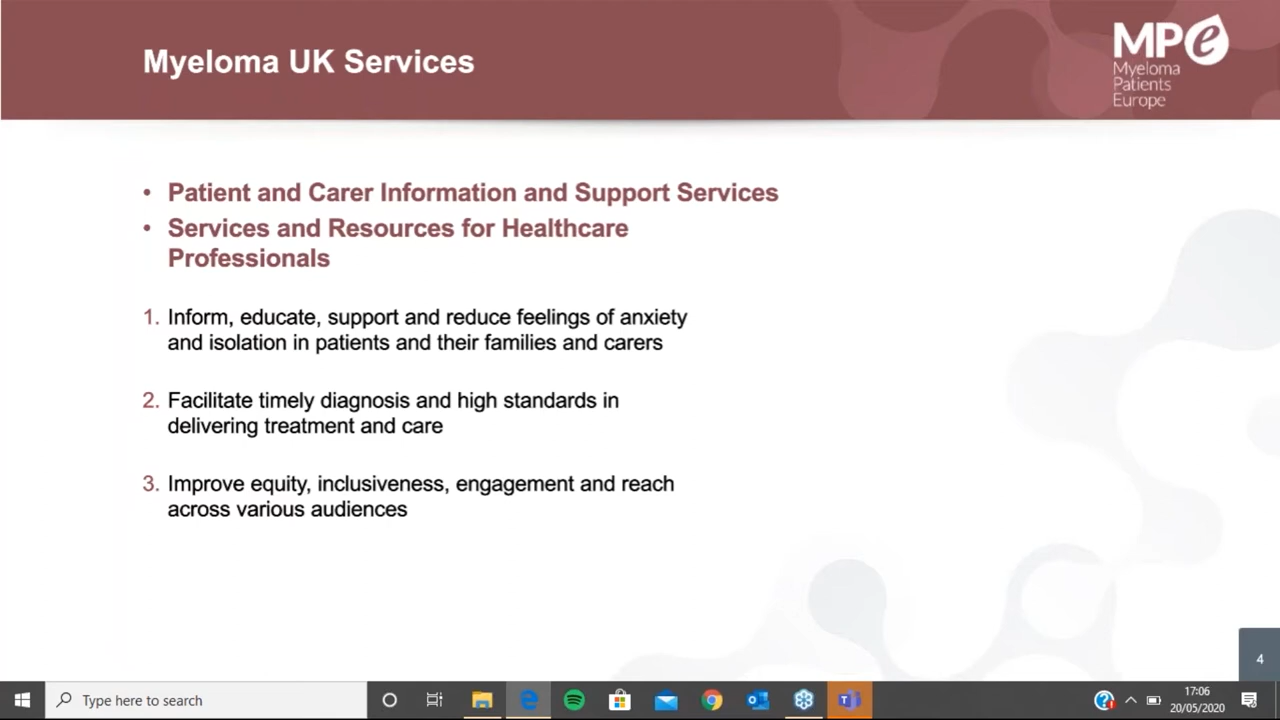 Myeloma UK Services
MPe
Myeloma
Patients
Europe
• Patient and Carer Information and Support Services
• Services and Resources for Healthcare
Professionals
1. Inform, educate, support and reduce feelings of anxiety
and isolation in patients and their families and carers
2. Facilitate timely diagnosis and high standards in
delivering treatment and care
3. Improve equity, inclusiveness, engagement and reach
across various audiences
4
Type here to search
17:06
20/05/2020